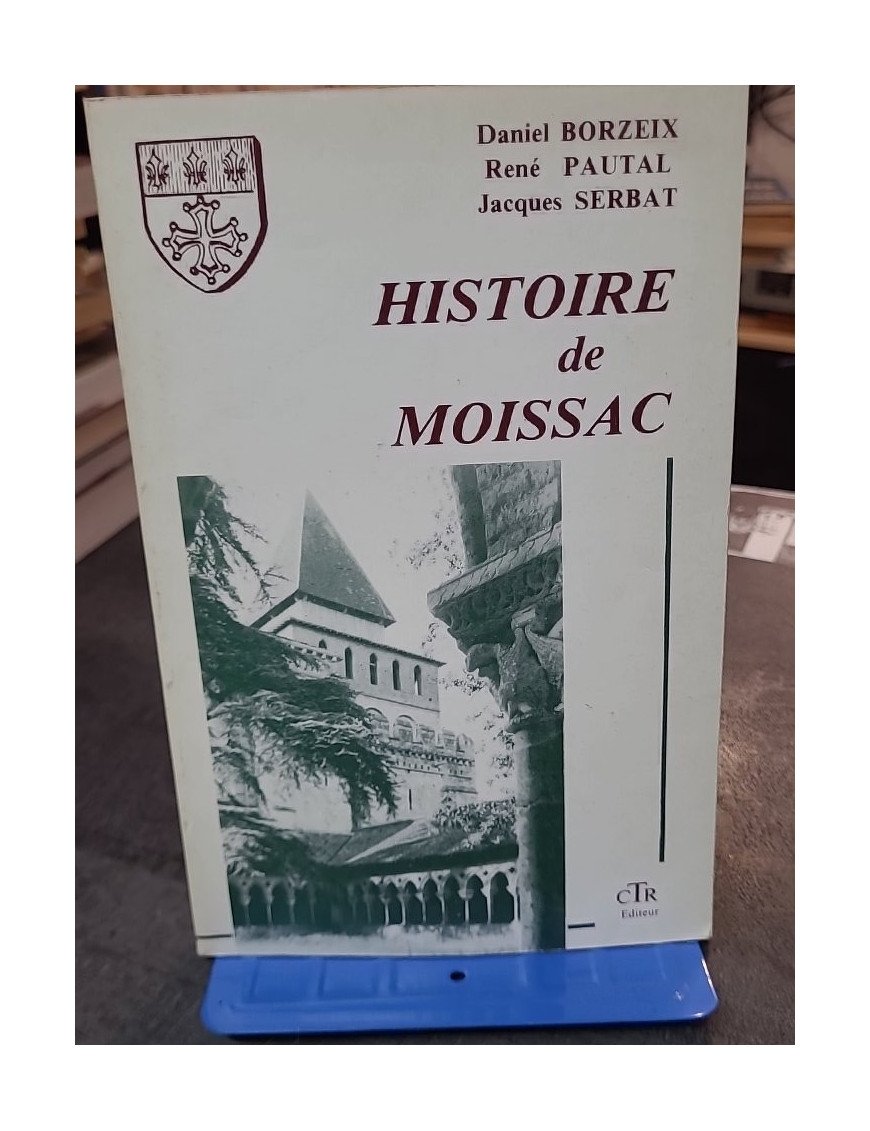 Daniel BORZEIX
René PAUTAL
Jacques SERBAT
HISTOIRE
de
MOISSAC
CTR
Editeur